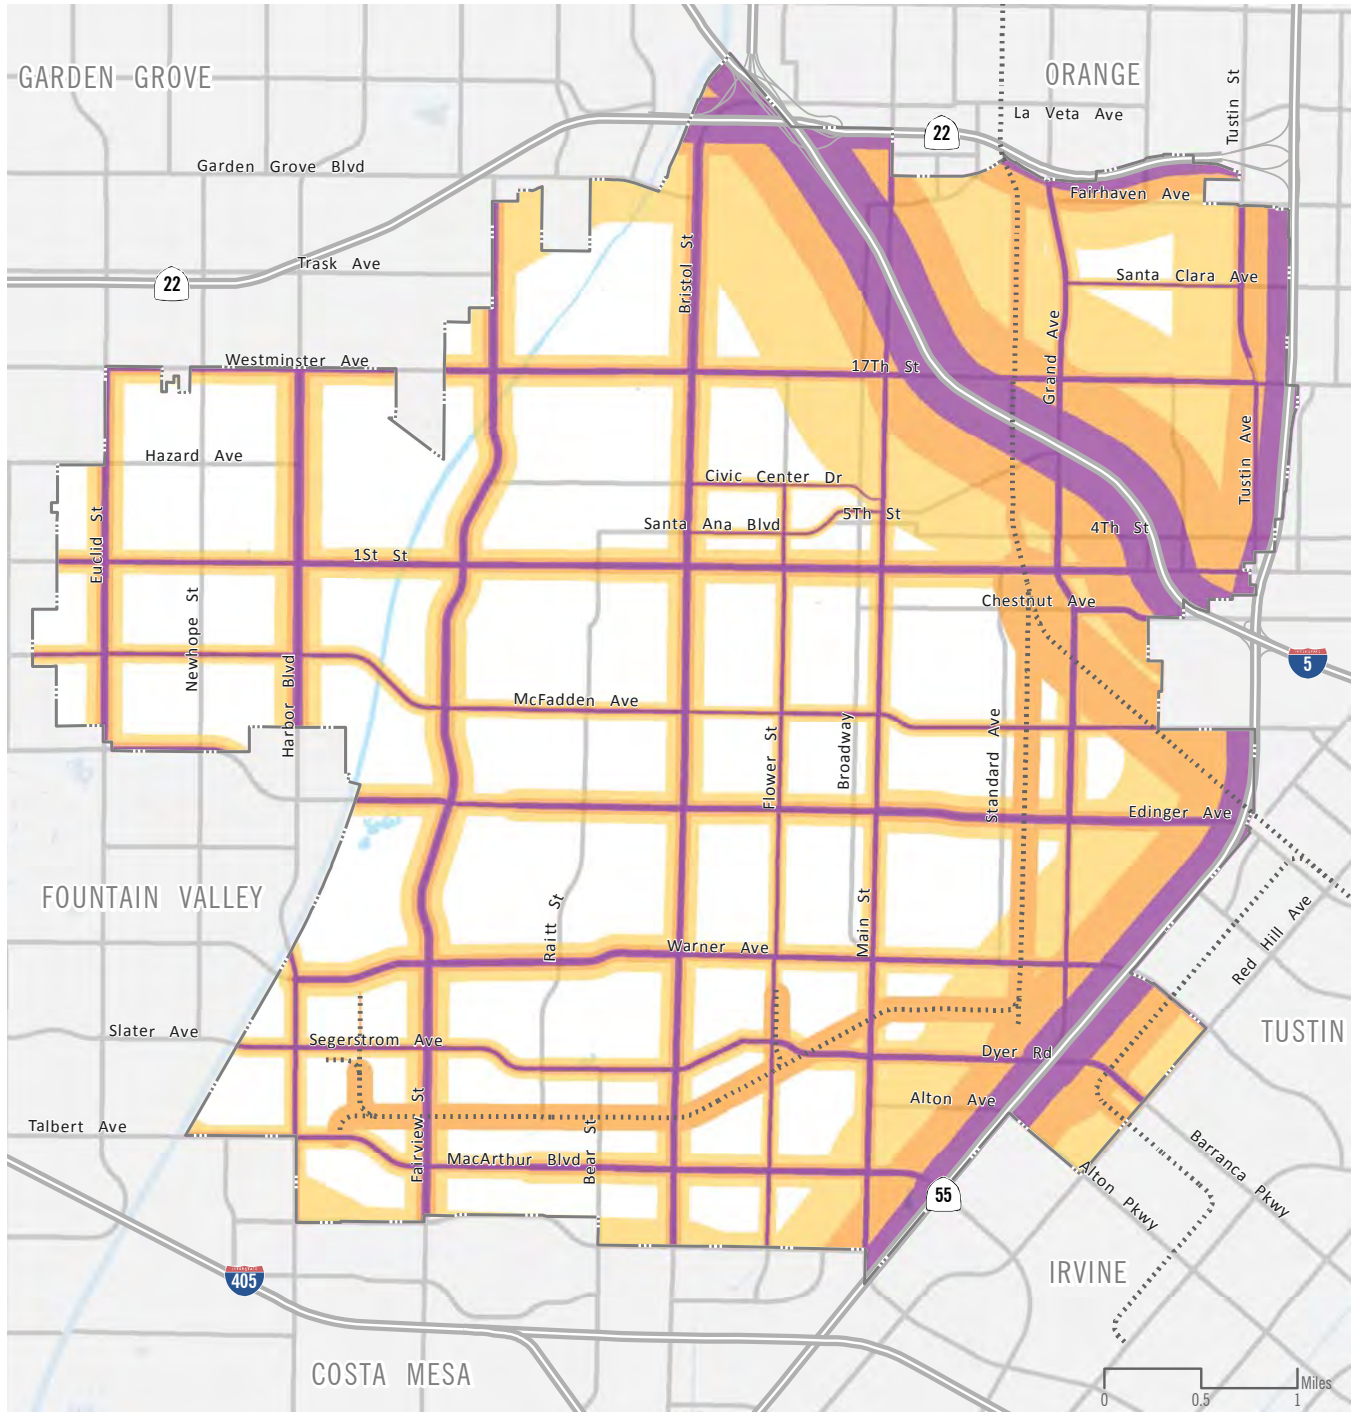 GARDEN GROVE
ORANGE
Tustin St
La Veta Ave
22
Garden Grove Blvd
Fairhaven Ave
Bristol St
Trask Ave
22
Santa Clara Ave
Grand Ave
Westminster Ave
17Th St
Tustin Ave
Hazard Ave
Civic Center Dr
Euclid St
Santa Ana Blvd
5Th St
4Th St
1St St
Newhope St
Chestnut Ave
5
Harbor Blvd
McFadden Ave
Flower St
Broadway
Standard Ave
Edinger Ave
FOUNTAIN VALLEY
Raitt St
Main St
Red Hill Ave
Warner Ave
Slater Ave
Segerstrom Ave
Dyer Rd
TUSTIN
Fairview St
Alton Ave
Talbert Ave
Bear St
MacArthur Blvd
Barranca Pkwy
Alton Pkwy
55
405
IRVINE
COSTA MESA
Miles
0 0.5 1